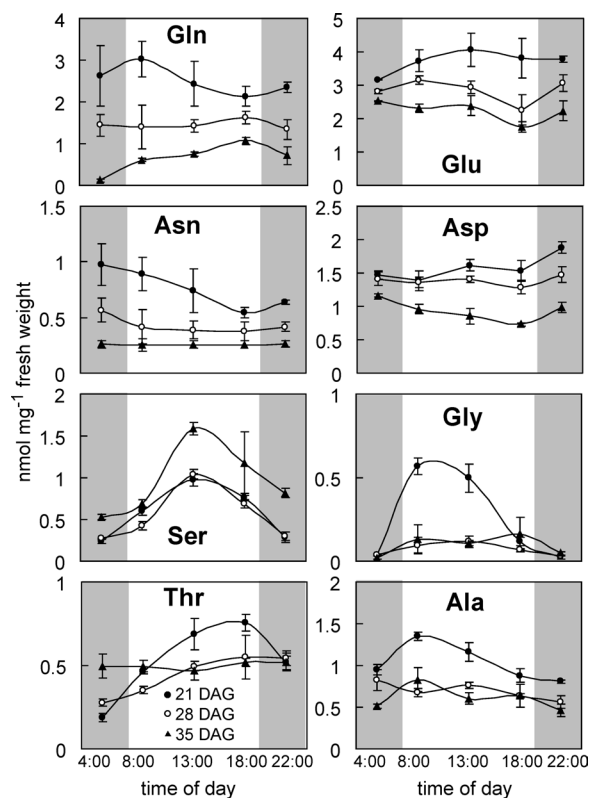 Gln
4
3
2
1
0
Glu
5
4
3
2
1
0
Asn
1.5
1
0.5
0
Asp
2.5
2
1.5
1
0.5
0
nmol mg-1 fresh weight
Ser
2
1.5
1
0.5
0
Gly
1
0.5
0
Thr
1
0.5
0
21 DAG
28 DAG
35 DAG
Ala
2
1.5
1
0.5
0
4:00 8:00 13:00 18:00 22:00
4:00 8:00 13:00 18:00 22:00
time of day
time of day